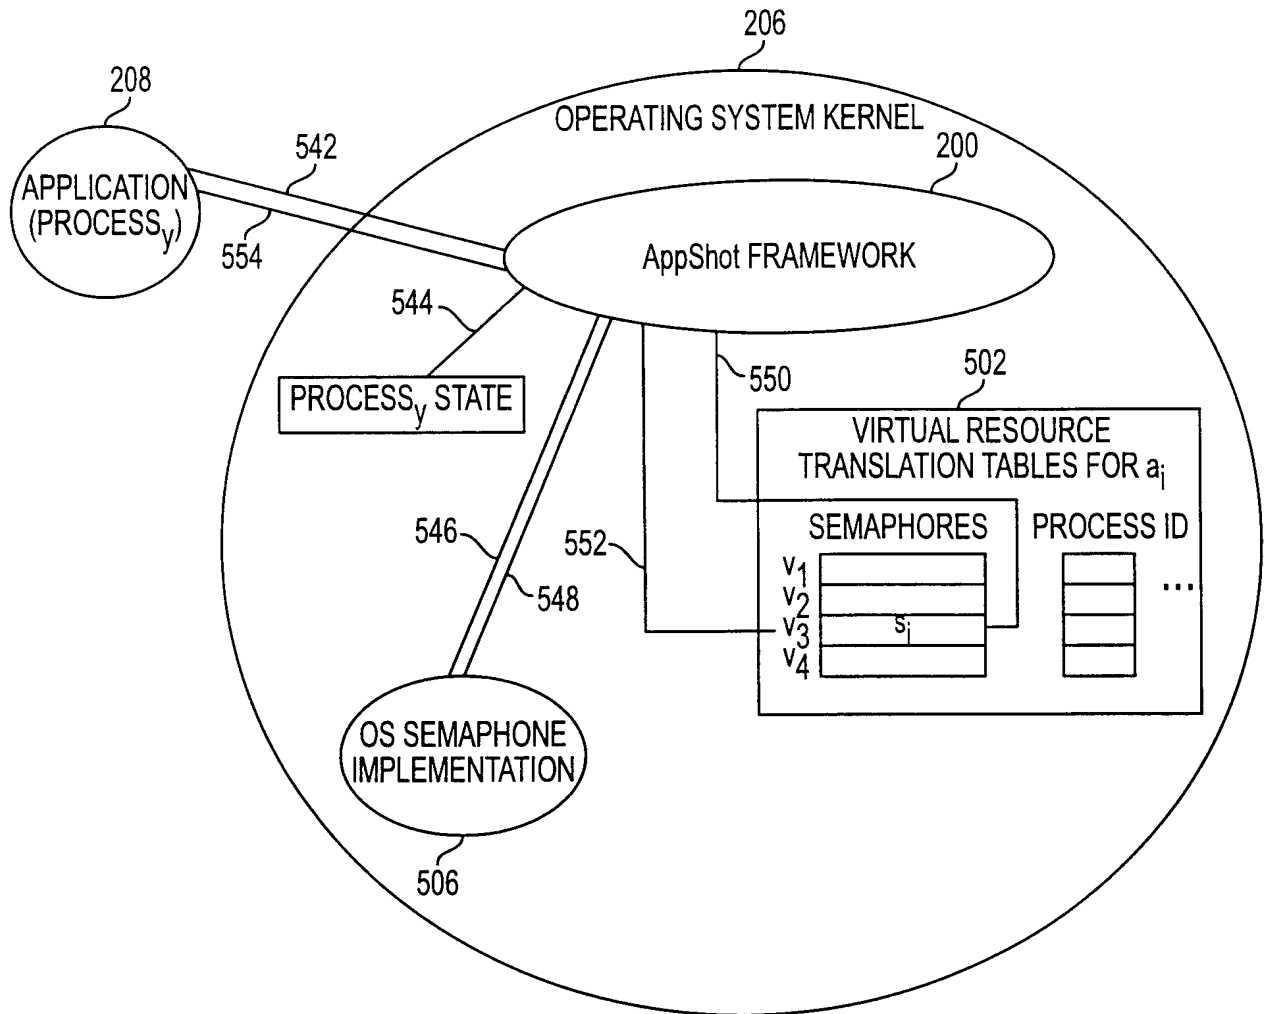 206
208
OPERATING SYSTEM KERNEL
200
542
APPLICATION
(PROCESSy)
554
AppShot FRAMEWORK
544
550
502
PROCESSy STATE
VIRTUAL RESOURCE
TRANSLATION TABLES FOR ai
546
552
SEMAPHORES
PROCESS ID
548
v1
v2
...
v3
si
v4
OS SEMAPHONE
IMPLEMENTATION
506